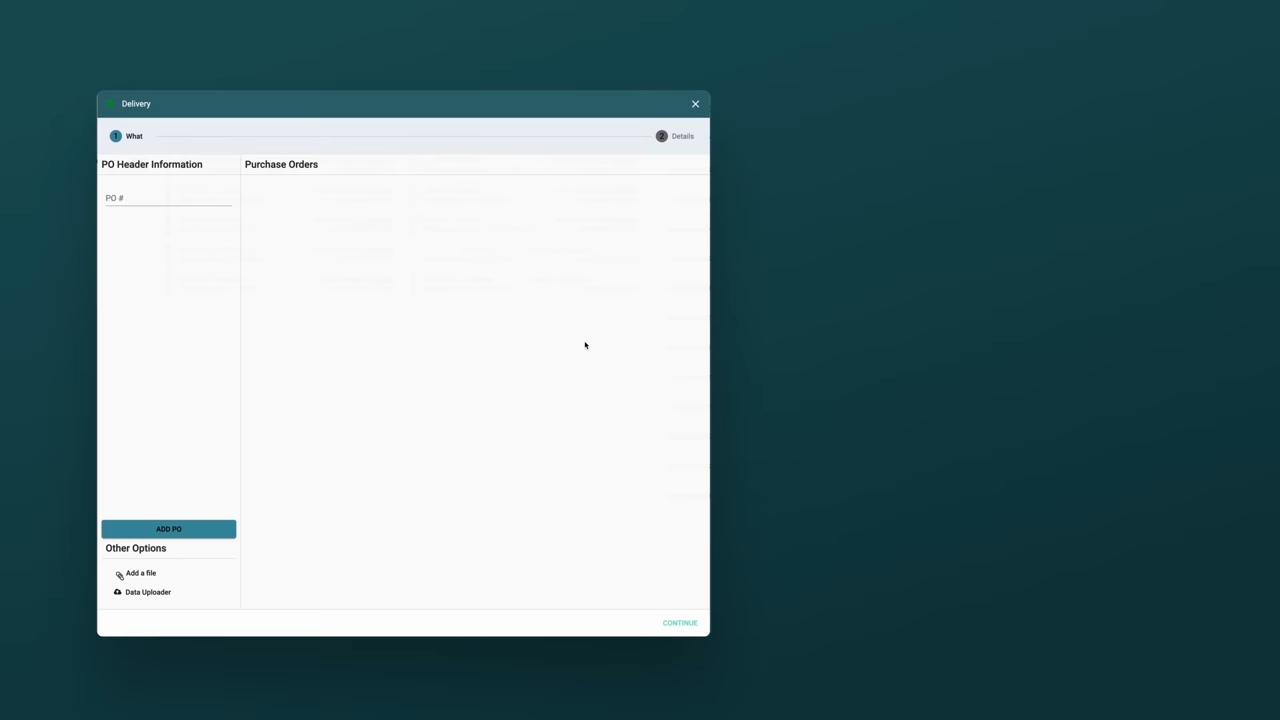 Delivery
1 What
2 Details
PO Header Information
Purchase Orders
PO #
ADD PO
Other Options
Add a file
Data Uploader
CONTINUE